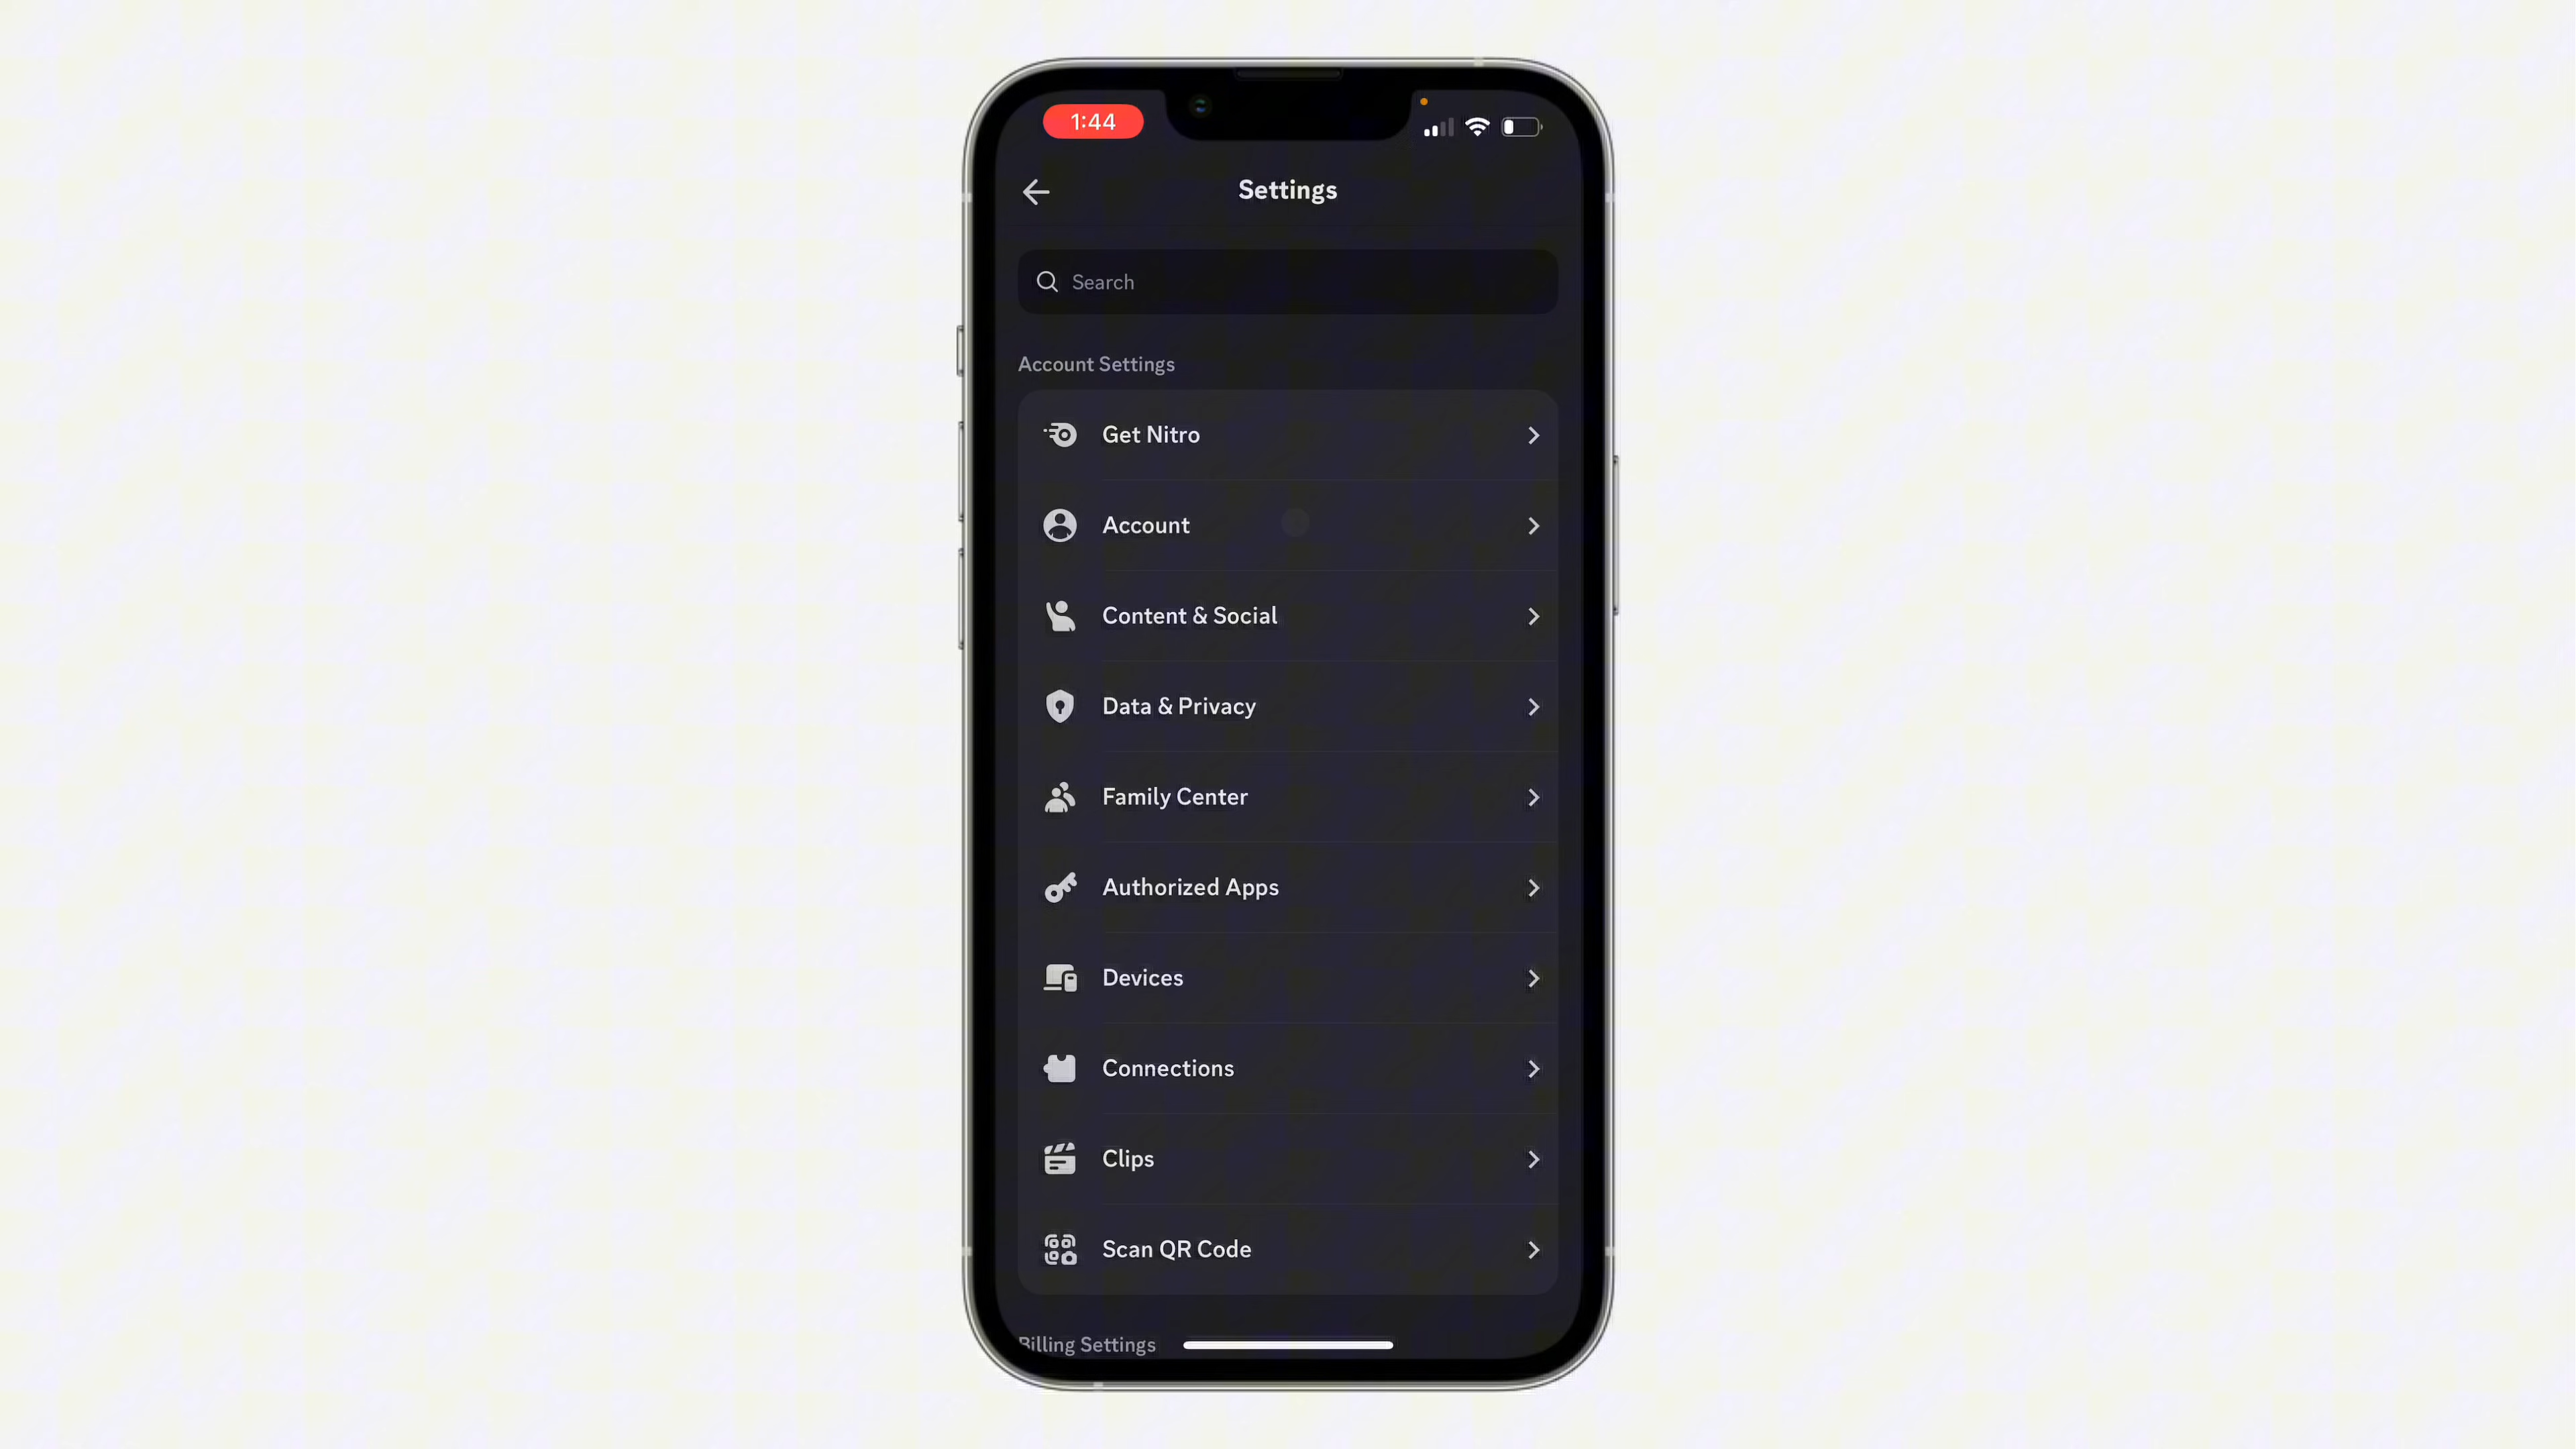 1:44
Settings
Search
Account Settings
Get Nitro
Account
Content & Social
Data & Privacy
Family Center
Authorized Apps
Devices
Connections
Clips
Scan QR Code
Billing Settings